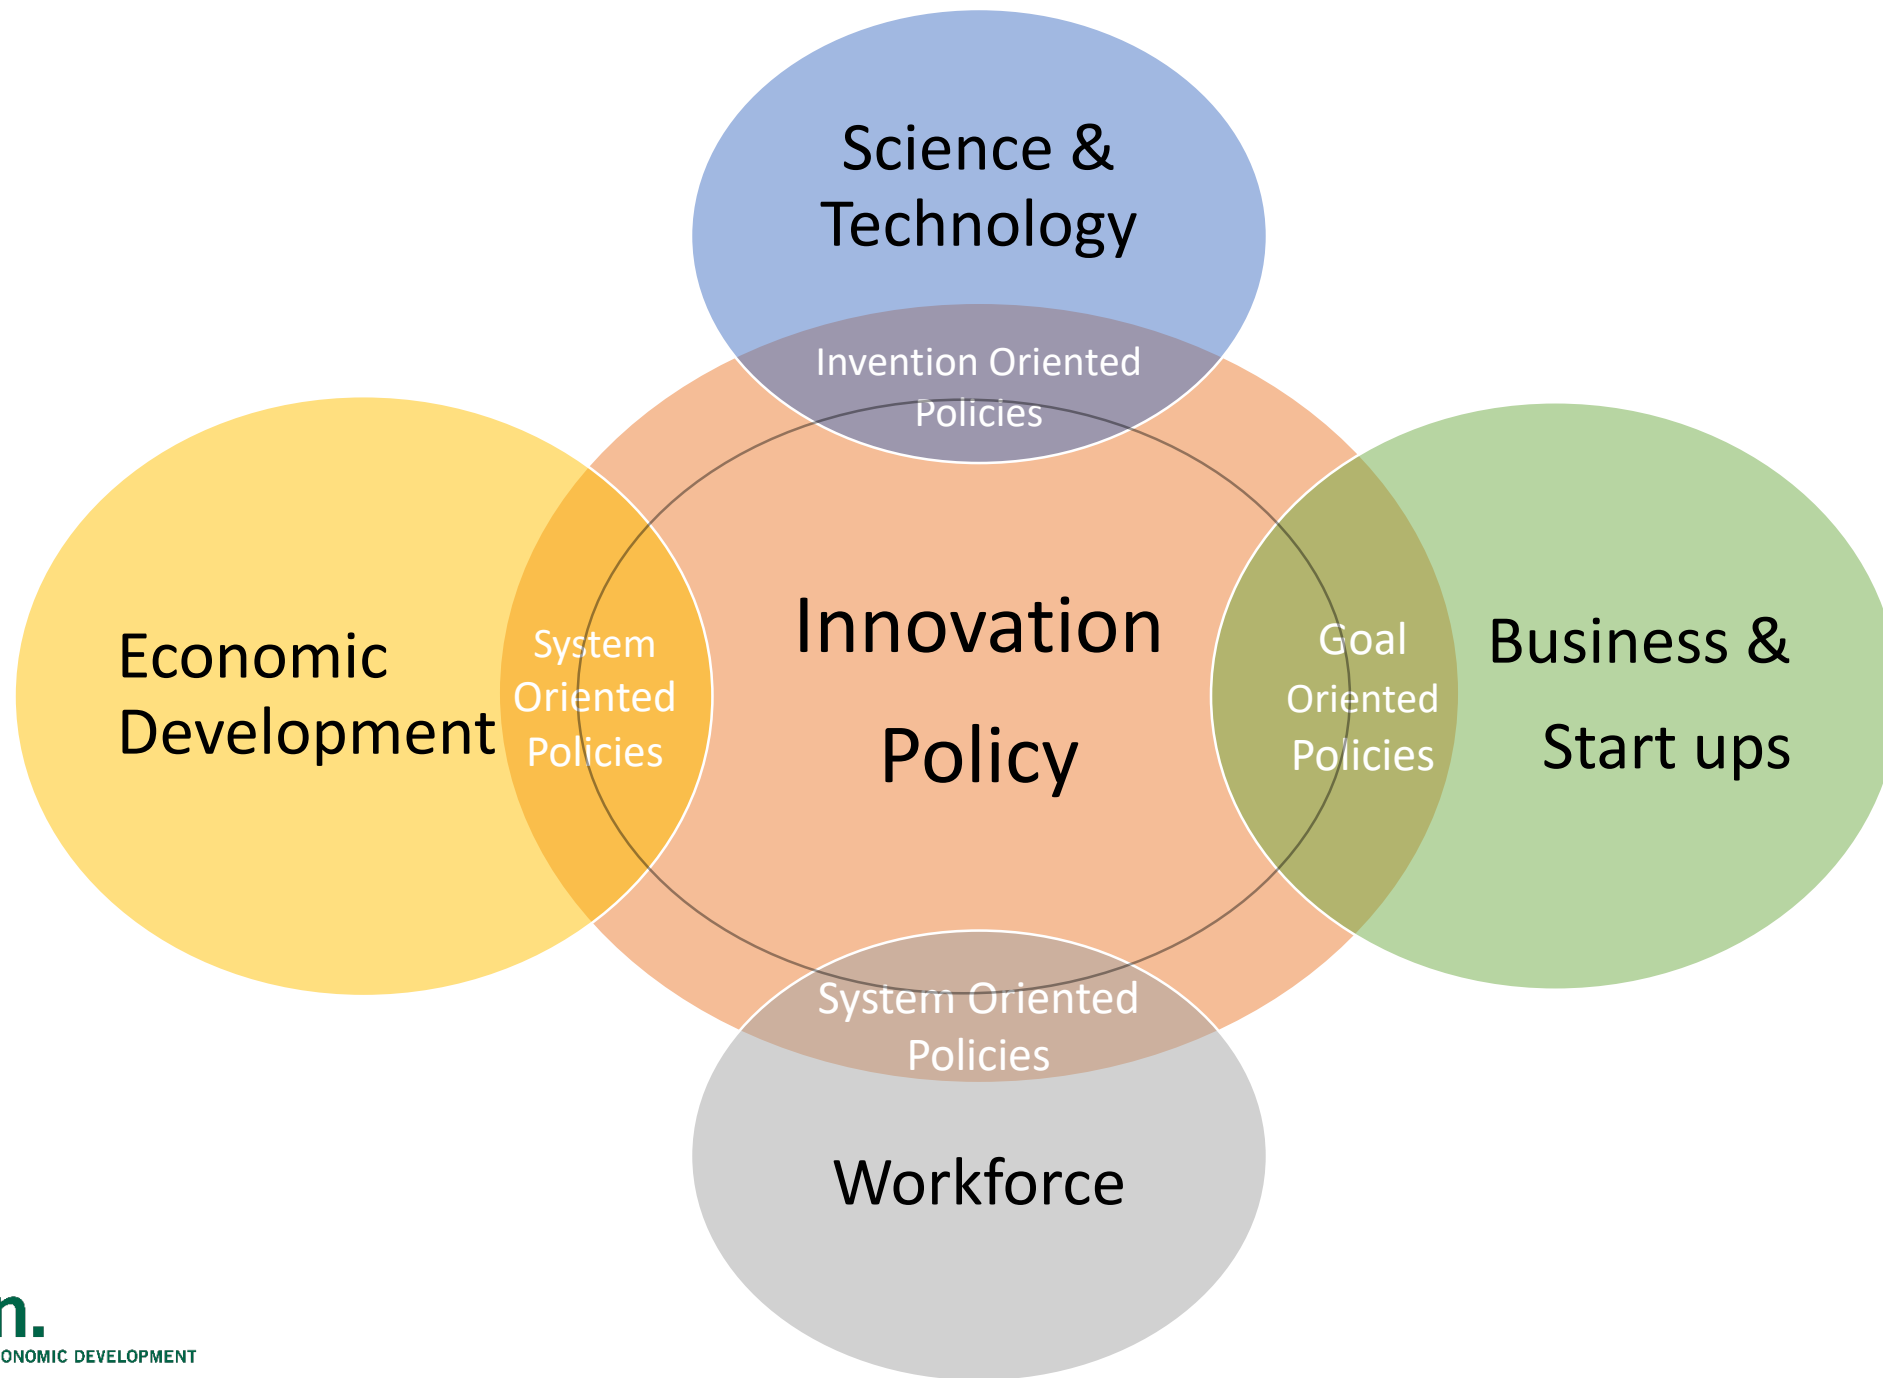 Science &
Technology
Invention Oriented
Policies
Economic
Development
System
Oriented
Policies
Innovation
Policy
Goal
Oriented
Policies
Business &
Start ups
System Oriented
Policies
Workforce
n.
ONOMIC DEVELOPMENT